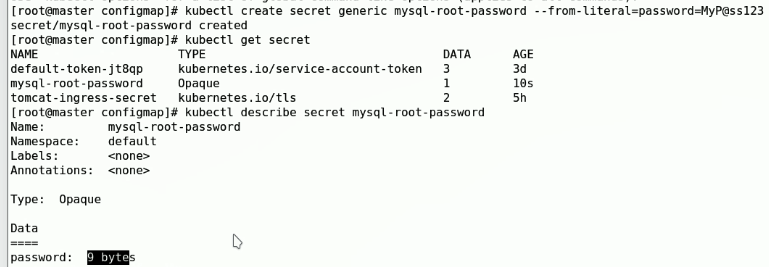 [root@master configmap]# kubectl create secret generic mysql-root-password --from-literal=password=MyP@ss123
secret/mysql-root-password created
[root@master configmap]# kubectl get secret
NAME TYPE DATA AGE
default-token-jt8qp kubernetes.io/service-account-token 3 3d
mysql-root-password Opaque 1 10s
tomcat-ingress-secret kubernetes.io/tls 2 5h
[root@master configmap]# kubectl describe secret mysql-root-password
Name: mysql-root-password
Namespace: default
Labels: <none>
Annotations: <none>
Type: Opaque
Data
====
password: 9 bytes